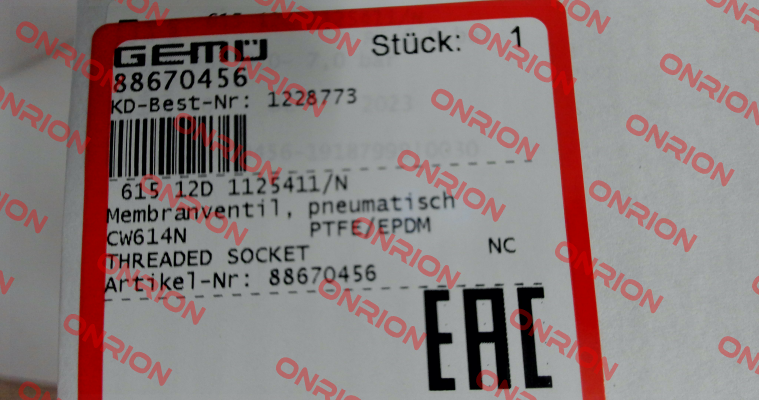 GEMÜ Stück: 1
88670456
KD-Best-Nr: 1228773
615 12D 1125411/N
Membranventil, pneumatisch
CW614N PTFE/EPDM
THREADED SOCKET NC
Artikel-Nr: 88670456
EAC
ONRION